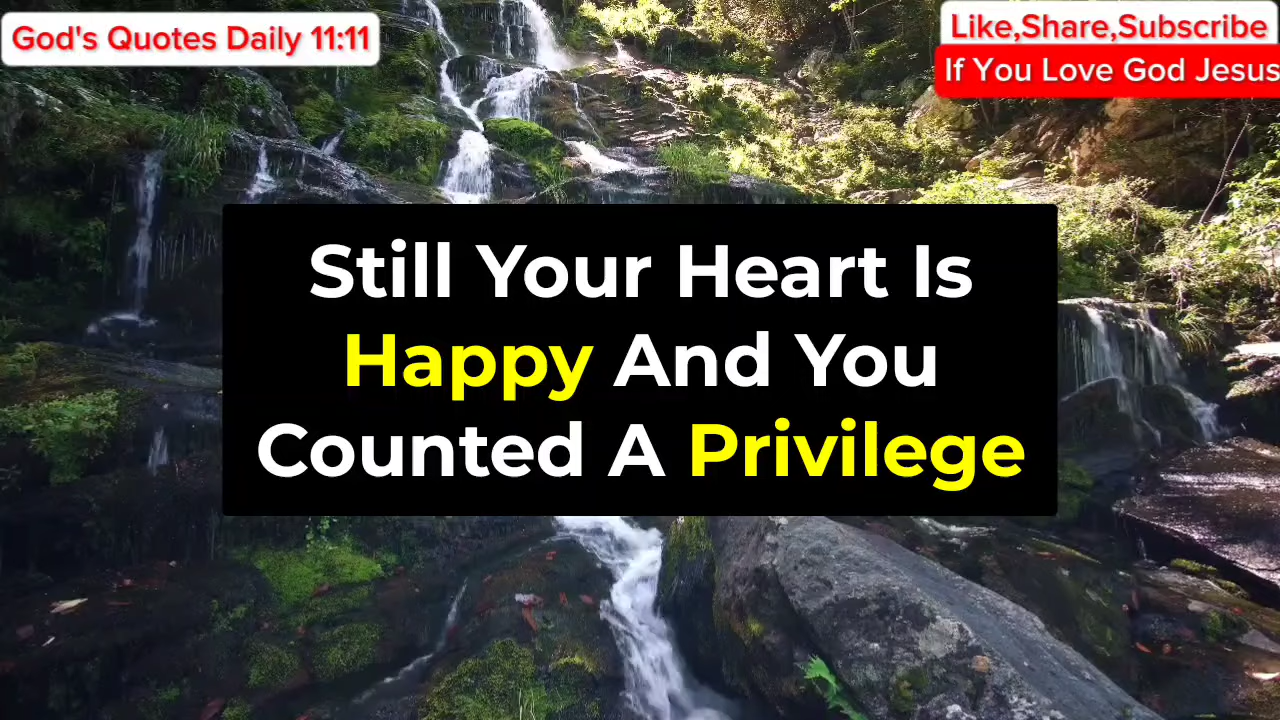 God's Quotes Daily 11:11
Like,Share,Subscribe
If You Love God Jesus
Still Your Heart Is
Happy And You
Counted A Privilege